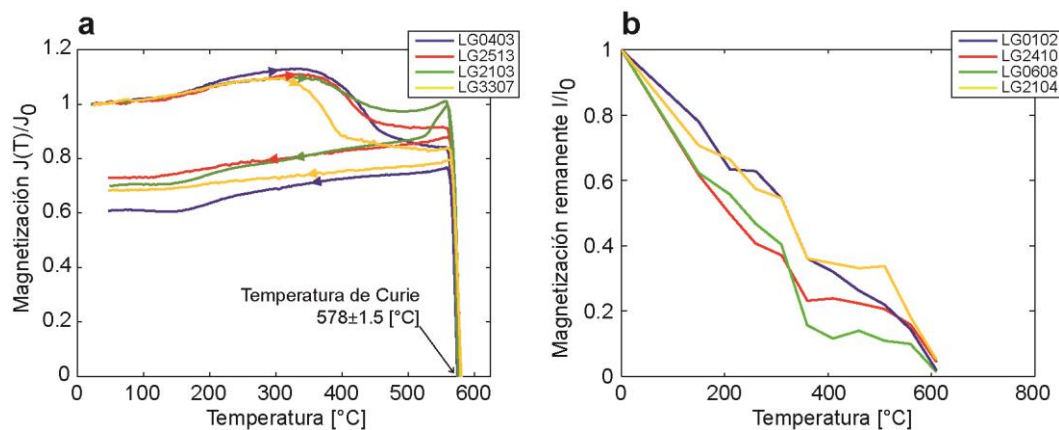 a
LG0403
LG2513
LG2103
LG3307
1.2
1
0.8
0.6
0.4
0.2
0
Magnetización J(T)/J0
Temperatura de Curie
578±1.5 [°C]
0 100 200 300 400 500 600
Temperatura [°C]
b
LG0102
LG2410
LG0608
LG2104
1
0.8
0.6
0.4
0.2
0
Magnetización remanente I/I0
0 200 400 600 800
Temperatura [°C]